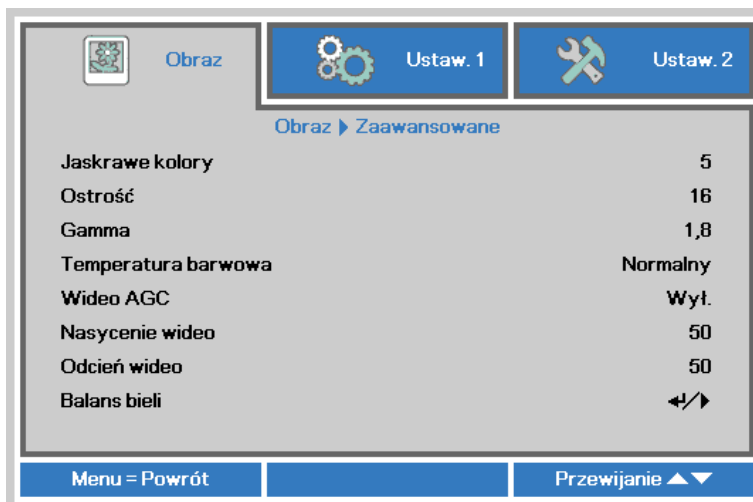 Obraz Ustaw. 1 Ustaw. 2
Obraz ▶ Zaawansowane
Jaskrawe kolory 5
Ostrość 16
Gamma 1,8
Temperatura barwowa Normalny
Wideo AGC Wył.
Nasycenie wideo 50
Odcień wideo 50
Balans bieli ↵/▶
Menu = Powrót Przewijanie ▲▼